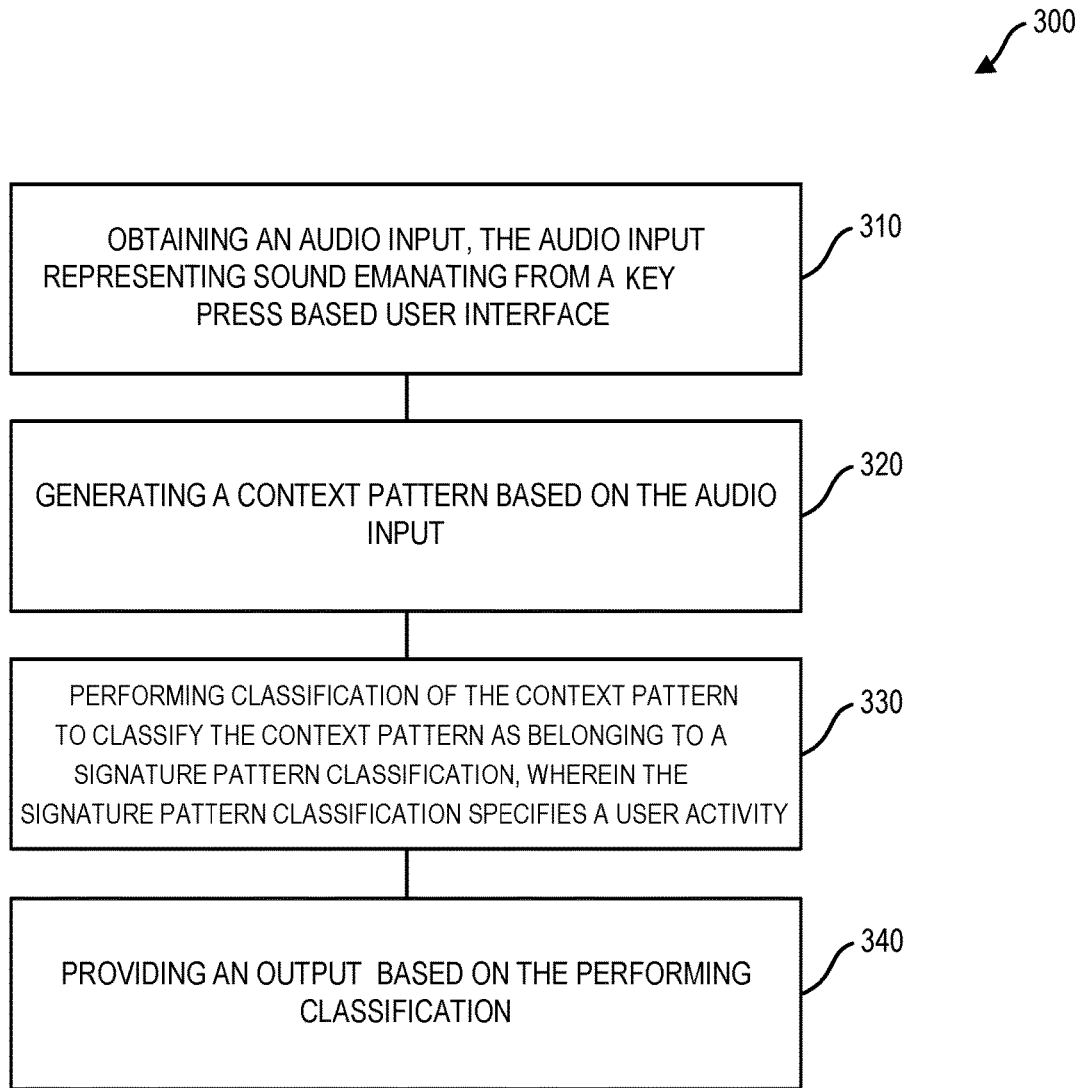 300
OBTAINING AN AUDIO INPUT, THE AUDIO INPUT
REPRESENTING SOUND EMANATING FROM A KEY
PRESS BASED USER INTERFACE
310
GENERATING A CONTEXT PATTERN BASED ON THE AUDIO
INPUT
320
PERFORMING CLASSIFICATION OF THE CONTEXT PATTERN
TO CLASSIFY THE CONTEXT PATTERN AS BELONGING TO A
SIGNATURE PATTERN CLASSIFICATION, WHEREIN THE
SIGNATURE PATTERN CLASSIFICATION SPECIFIES A USER ACTIVITY
330
PROVIDING AN OUTPUT BASED ON THE PERFORMING
CLASSIFICATION
340